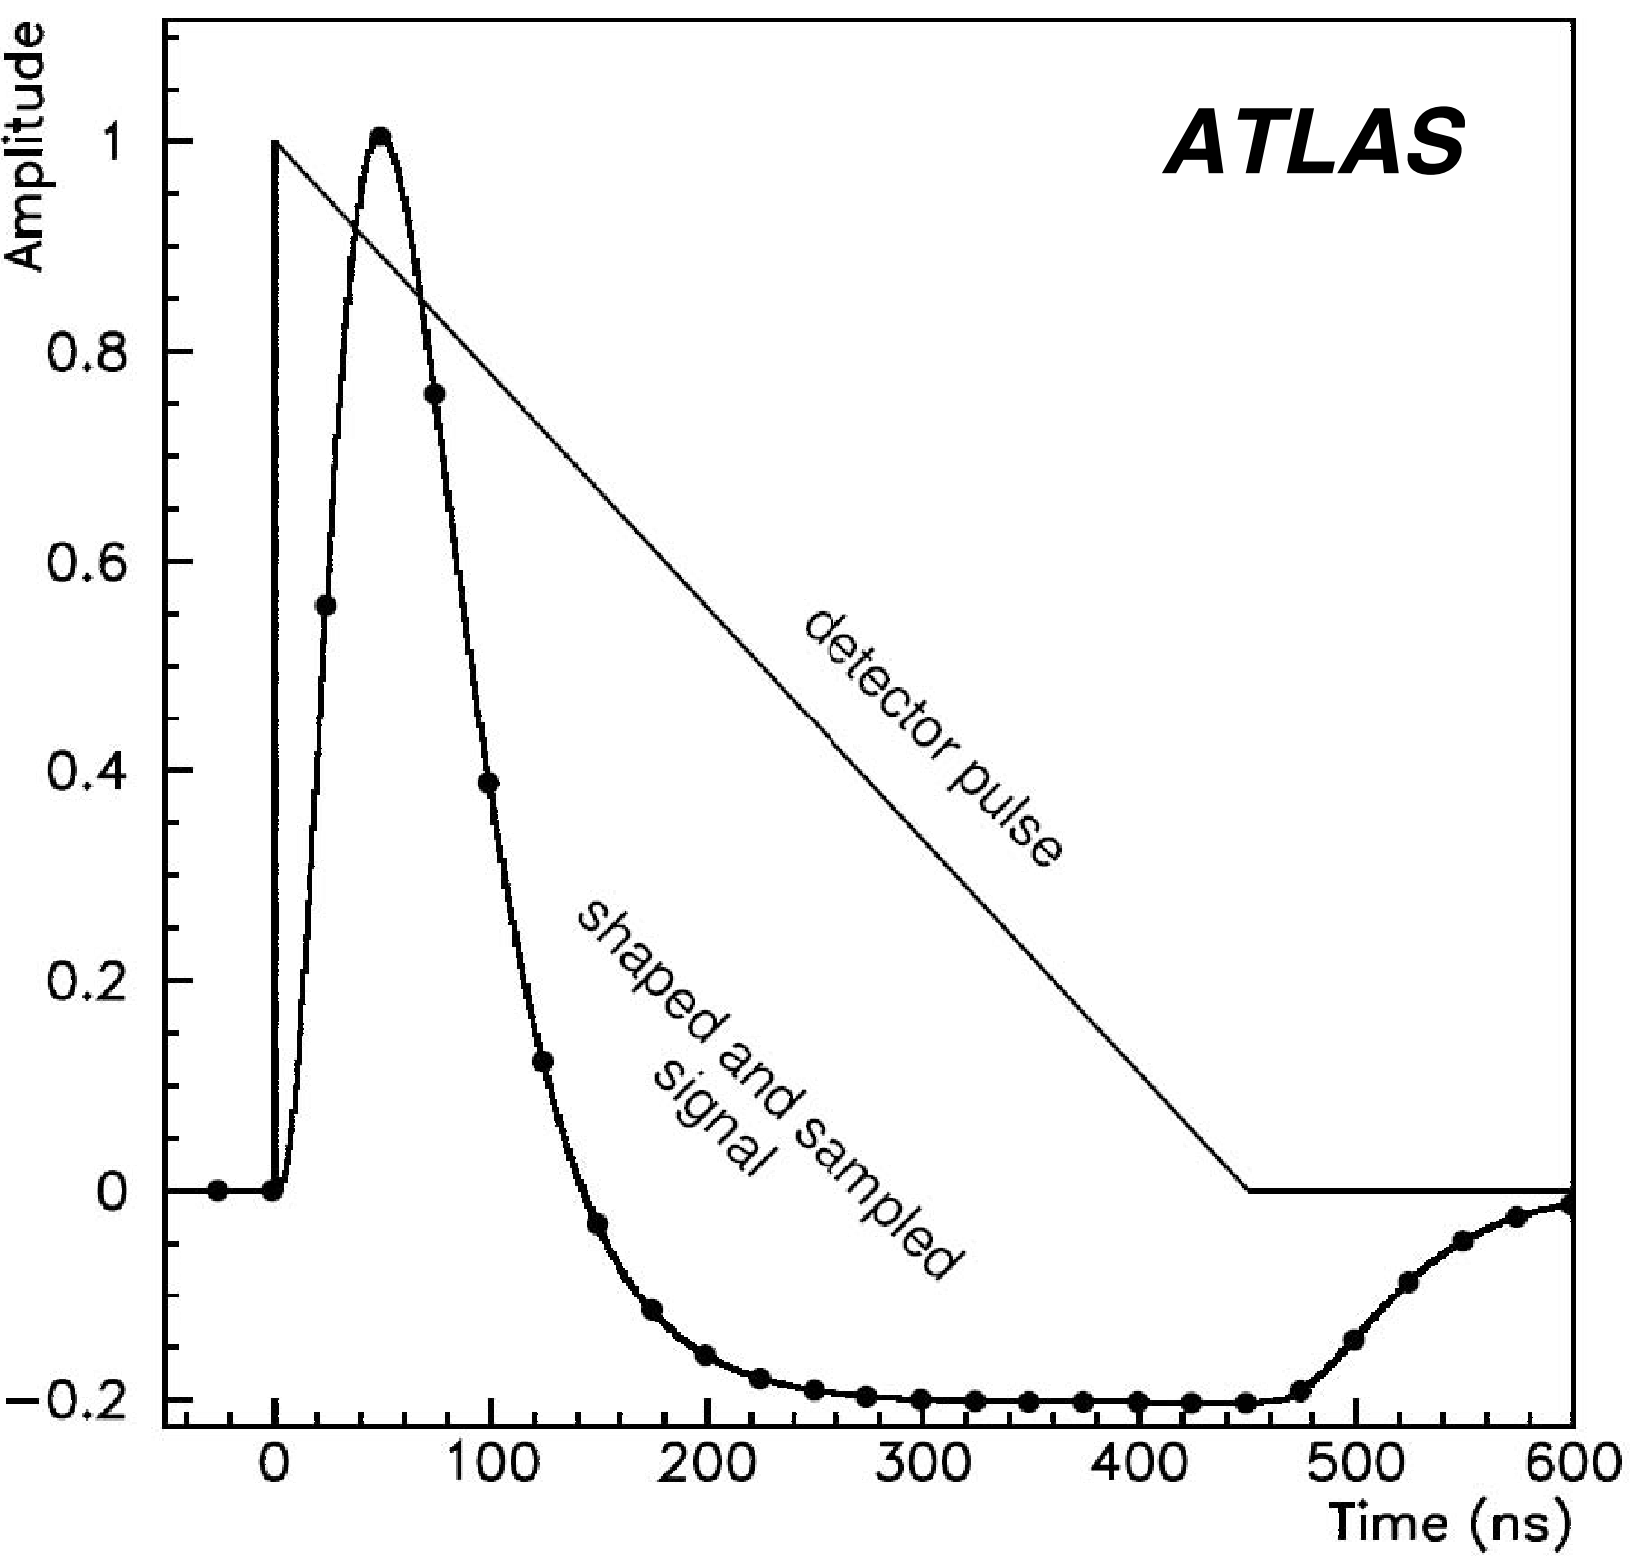 Amplitude
ATLAS
1
0.8
0.6
0.4
0.2
0
−0.2
detector pulse
shaped and sampled
signal
0 100 200 300 400 500 600
Time (ns)